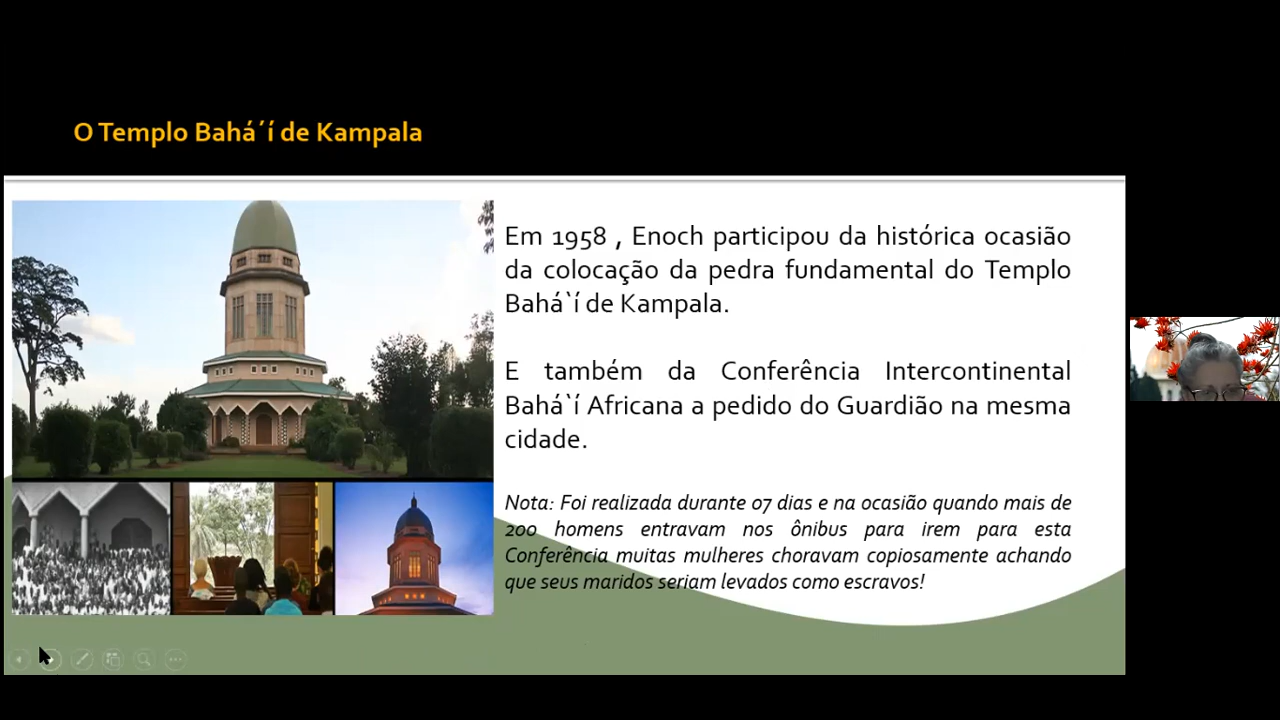 O Templo Bahá´í de Kampala
Em 1958 , Enoch participou da histórica ocasião
da colocação da pedra fundamental do Templo
Bahá`í de Kampala.
E também da Conferência Intercontinental
Bahá`í Africana a pedido do Guardião na mesma
cidade.
Nota: Foi realizada durante 07 dias e na ocasião quando mais de
200 homens entravam nos ônibus para irem para esta
Conferência muitas mulheres choravam copiosamente achando
que seus maridos seriam levados como escravos!